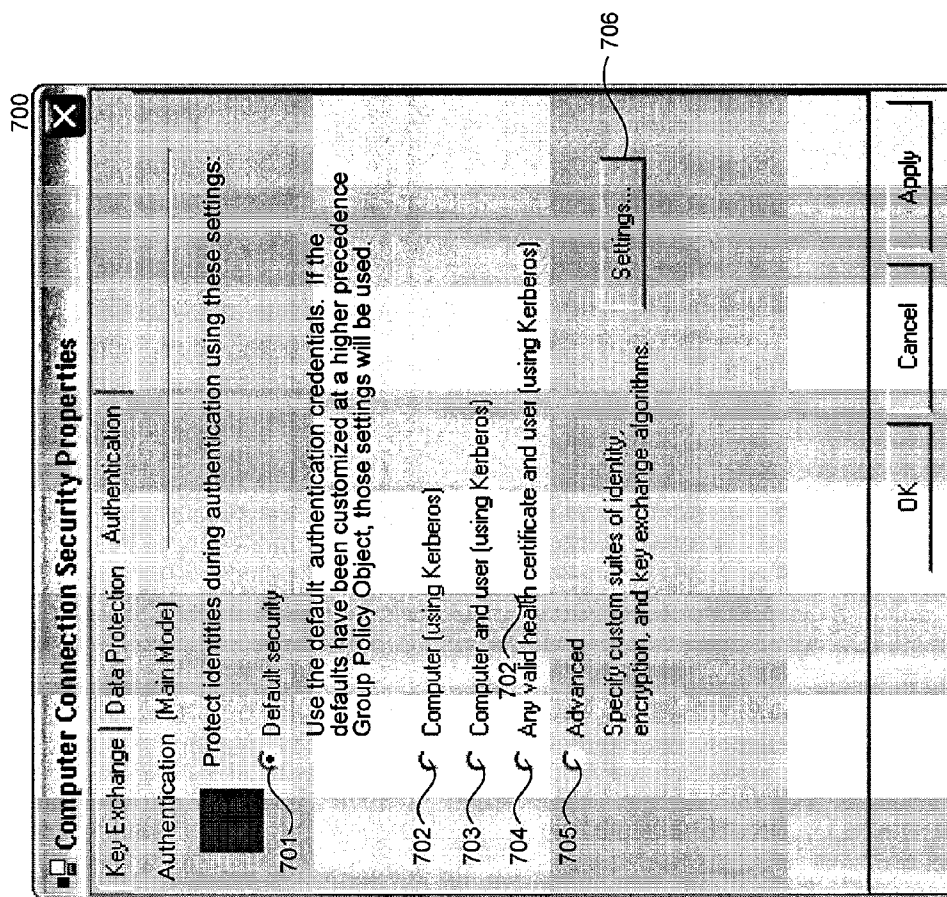 700
Computer Connection Security Properties
Key Exchange Data Protection Authentication
Authentication (Main Mode)
Protect identities during authentication using these settings:
701 Default security
Use the default authentication credentials. If the
defaults have been customized at a higher precedence
Group Policy Object, those settings will be used.
702 Computer (using Kerberos)
703 Computer and user (using Kerberos)
702
704 Any valid health certificate and user (using Kerberos)
705 Advanced
Specify custom suites of identity,
encryption, and key exchange algorithms.
Settings...
706
OK Cancel Apply